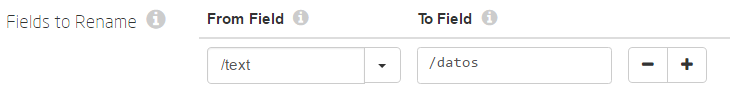 Fields to Rename
From Field
To Field
/text
/datos